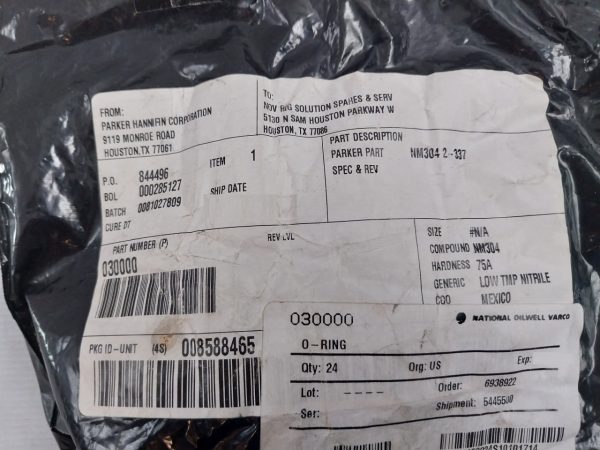 FROM:
PARKER HANNIFIN CORPORATION
9119 MONROE ROAD
HOUSTON, TX 77061
TO:
NOV RIG SOLUTION SPARES & SERV
5130 N SAM HOUSTON PARKWAY W
HOUSTON, TX 77086
P.O. 844496
BOL 000285127
BATCH 0081027809
CURE DT
ITEM 1
SHIP DATE
PART DESCRIPTION
PARKER PART NM304 2-337
SPEC & REV
PART NUMBER (P)
REV LVL
030000
SIZE #N/A
COMPOUND NM304
HARDNESS 75A
GENERIC LOW TMP NITRILE
COO MEXICO
PKG ID-UNIT (4S) 008588465
030000
NATIONAL OILWELL VARCO
O-RING
Qty: 24 Org: US Exp:
Lot: ---- Order: 6938922
Ser: Shipment: 5445500